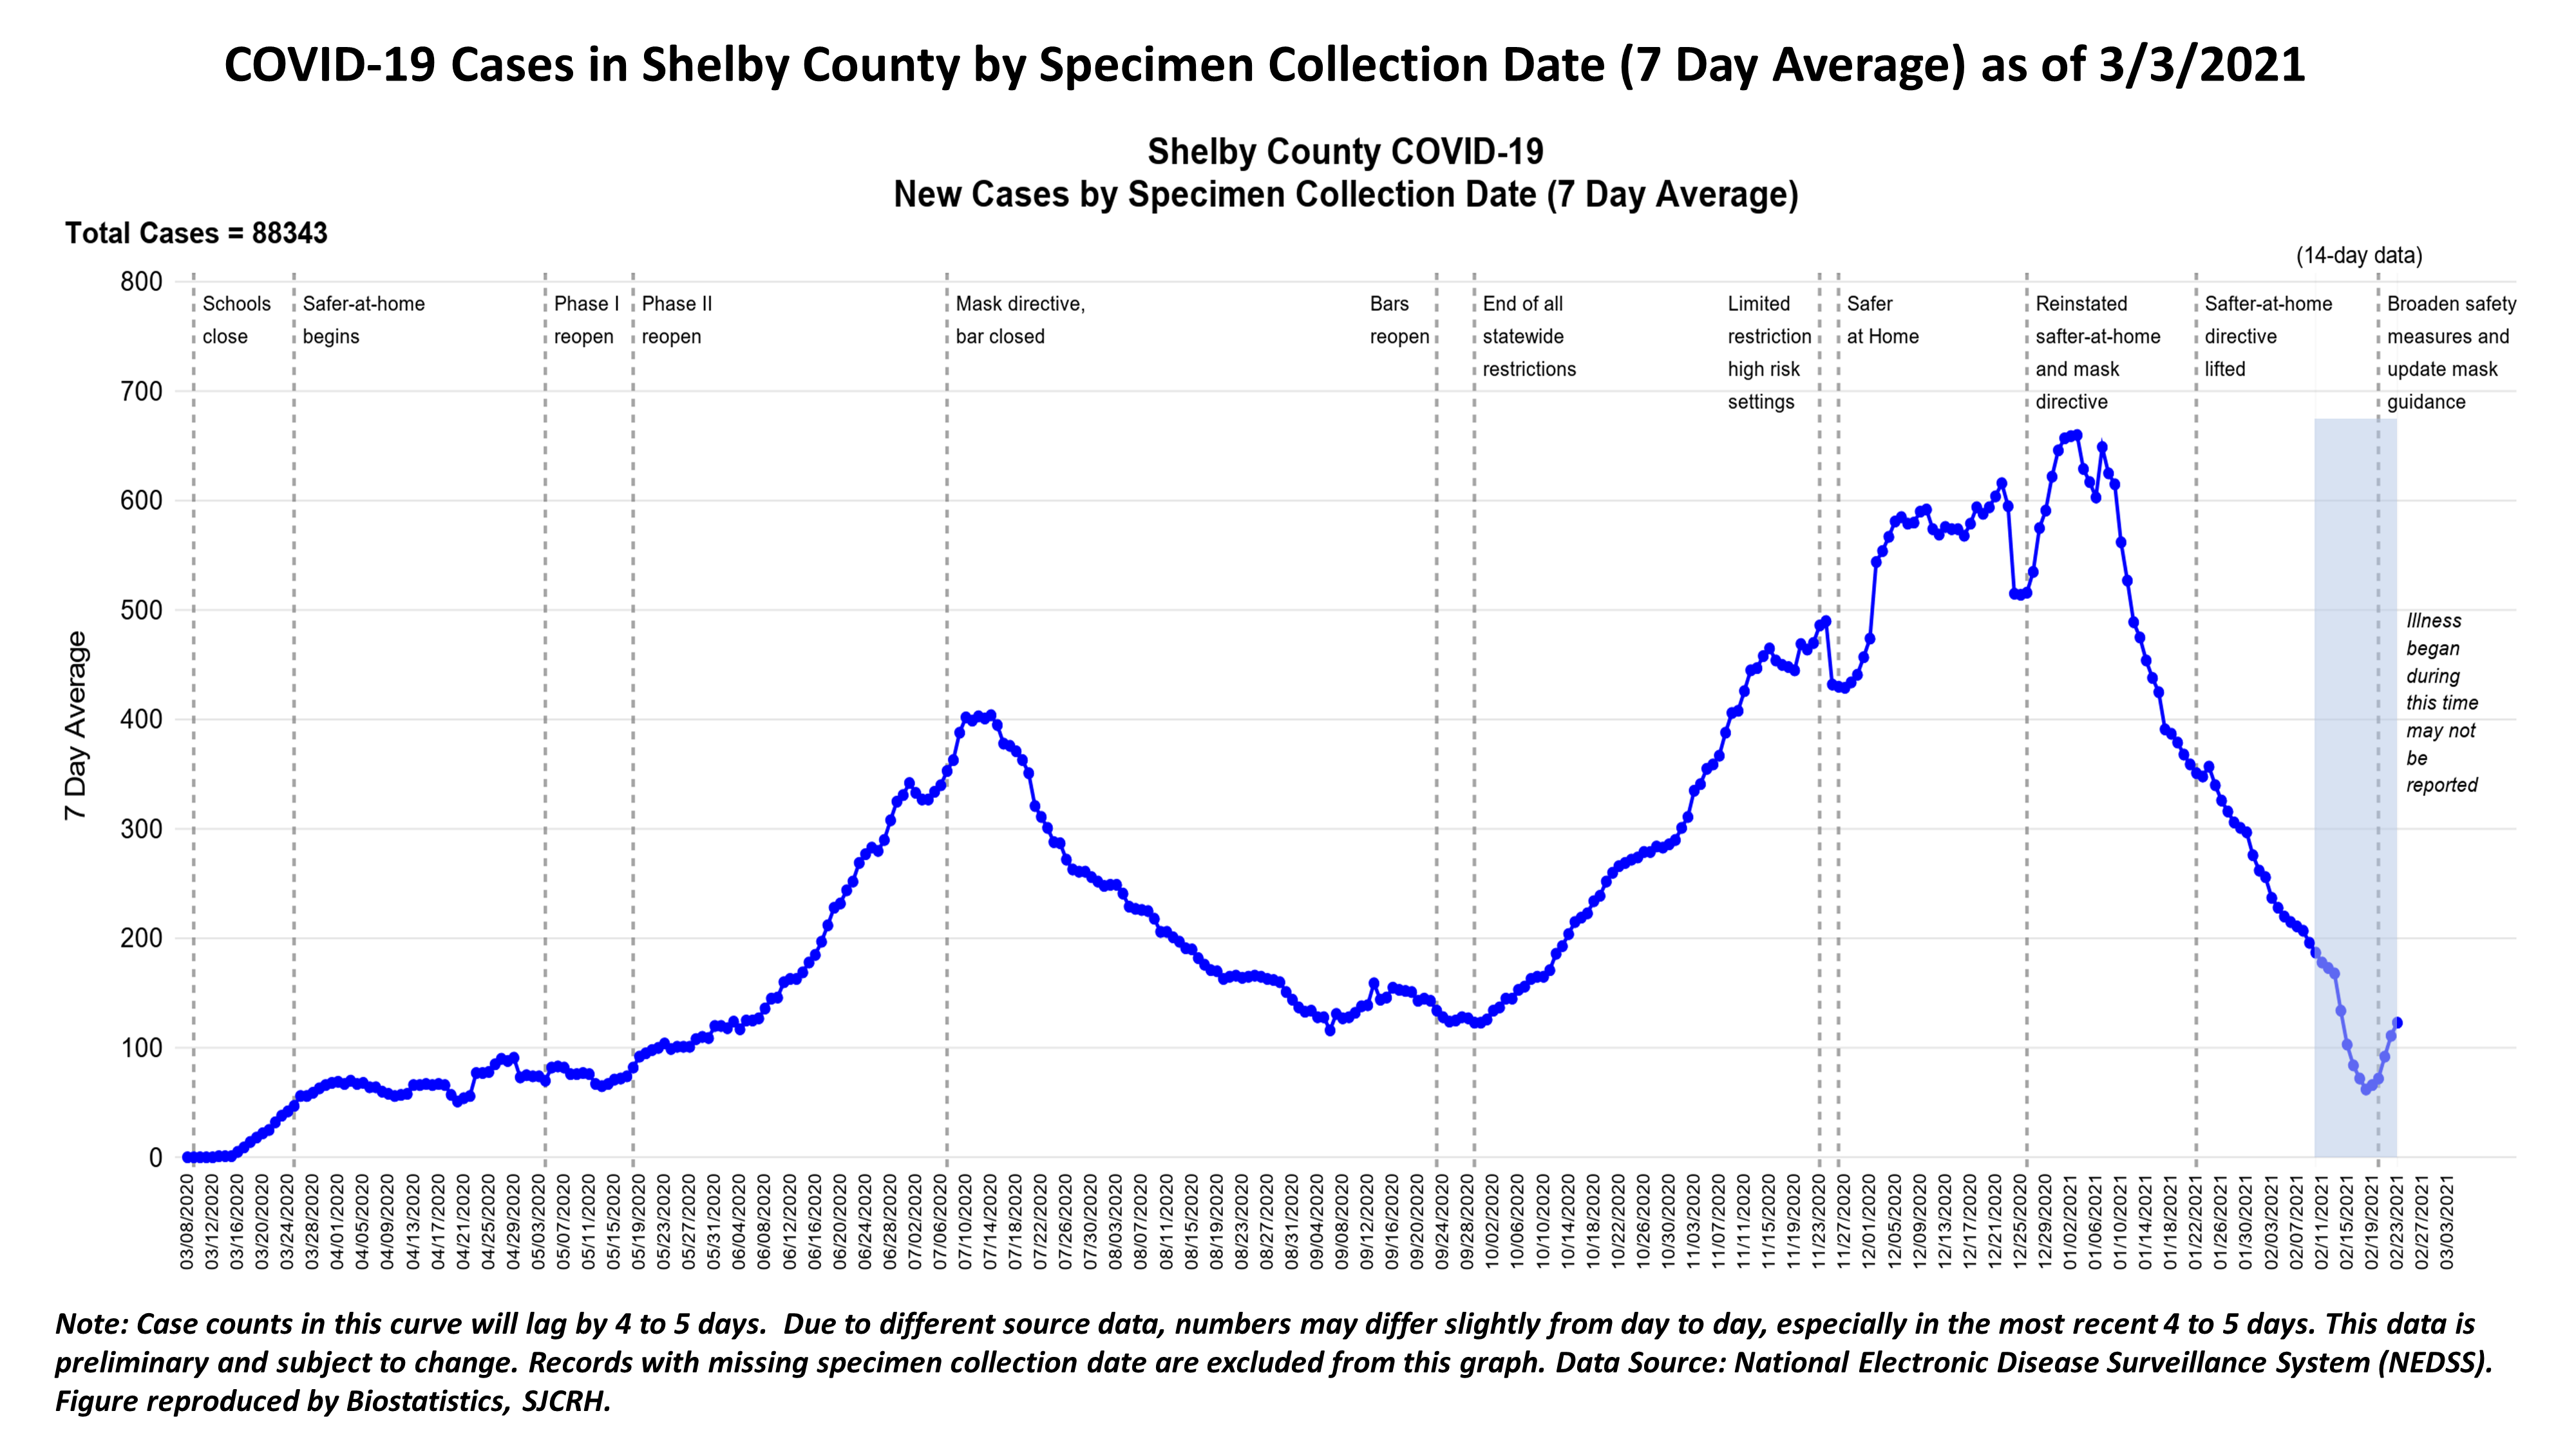 COVID-19 Cases in Shelby County by Specimen Collection Date (7 Day Average) as of 3/3/2021
Shelby County COVID-19
New Cases by Specimen Collection Date (7 Day Average)
Total Cases = 88343
(14-day data)
800
700
600
500
400
300
200
100
0
7 Day Average
Schools
close
Safer-at-home
begins
Phase I
reopen
Phase II
reopen
Mask directive,
bar closed
Bars
reopen
End of all
statewide
restrictions
Limited
restriction
high risk
settings
Safer
at Home
Reinstated
safter-at-home
and mask
directive
Safter-at-home
directive
lifted
Broaden safety
measures and
update mask
guidance
Illness
began
during
this time
may not
be
reported
03/08/2020
03/12/2020
03/16/2020
03/20/2020
03/24/2020
03/28/2020
04/01/2020
04/05/2020
04/09/2020
04/13/2020
04/17/2020
04/21/2020
04/25/2020
04/29/2020
05/03/2020
05/07/2020
05/11/2020
05/15/2020
05/19/2020
05/23/2020
05/27/2020
05/31/2020
06/04/2020
06/08/2020
06/12/2020
06/16/2020
06/20/2020
06/24/2020
06/28/2020
07/02/2020
07/06/2020
07/10/2020
07/14/2020
07/18/2020
07/22/2020
07/26/2020
07/30/2020
08/03/2020
08/07/2020
08/11/2020
08/15/2020
08/19/2020
08/23/2020
08/27/2020
08/31/2020
09/04/2020
09/08/2020
09/12/2020
09/16/2020
09/20/2020
09/24/2020
09/28/2020
10/02/2020
10/06/2020
10/10/2020
10/14/2020
10/18/2020
10/22/2020
10/26/2020
10/30/2020
11/03/2020
11/07/2020
11/11/2020
11/15/2020
11/19/2020
11/23/2020
11/27/2020
12/01/2020
12/05/2020
12/09/2020
12/13/2020
12/17/2020
12/21/2020
12/25/2020
12/29/2020
01/02/2021
01/06/2021
01/10/2021
01/14/2021
01/18/2021
01/22/2021
01/26/2021
01/30/2021
02/03/2021
02/07/2021
02/11/2021
02/15/2021
02/19/2021
02/23/2021
02/27/2021
03/03/2021
Note: Case counts in this curve will lag by 4 to 5 days. Due to different source data, numbers may differ slightly from day to day, especially in the most recent 4 to 5 days. This data is
preliminary and subject to change. Records with missing specimen collection date are excluded from this graph. Data Source: National Electronic Disease Surveillance System (NEDSS).
Figure reproduced by Biostatistics, SJCRH.